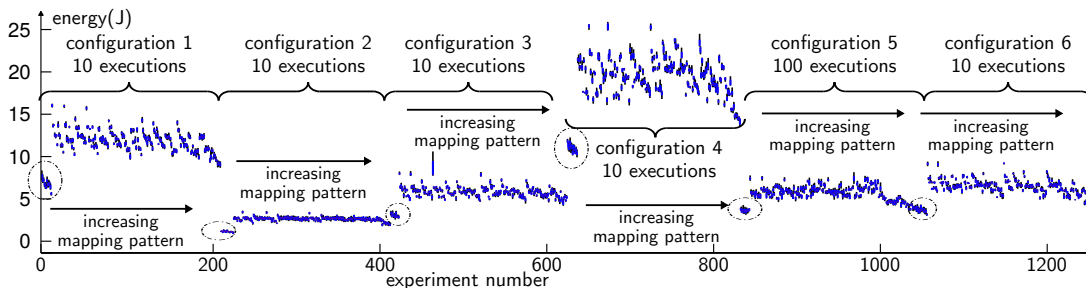 energy(J)
25
20
15
10
5
0
configuration 1
10 executions
configuration 2
10 executions
configuration 3
10 executions
configuration 4
10 executions
configuration 5
100 executions
configuration 6
10 executions
increasing
mapping pattern
increasing
mapping pattern
increasing
mapping pattern
increasing
mapping pattern
increasing
mapping pattern
increasing
mapping pattern
0
200
400
600
800
1000
1200
experiment number